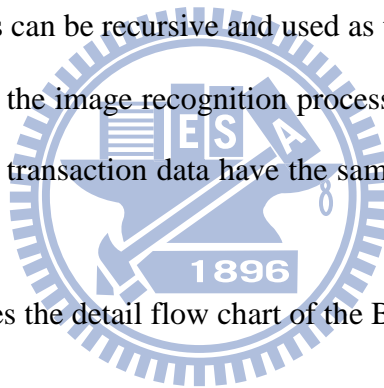 s can be recursive and used as
the image recognition process
ES A
transaction data have the sam
1896
es the detail flow chart of the B